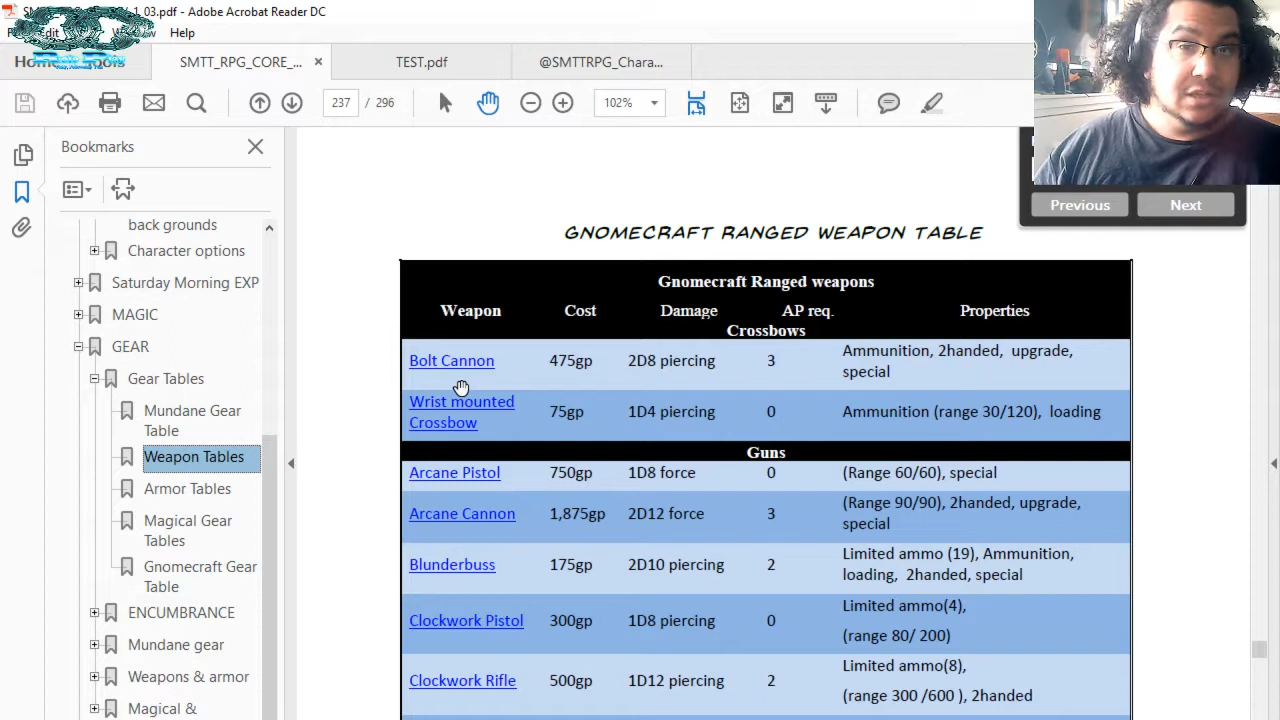 03.pdf - Adobe Acrobat Reader DC
Help
SMTT_RPG_CORE_...
TEST.pdf
@SMTTRPG_Chara...
237 / 296
102%
Previous
Next
Bookmarks
back grounds
Character options
Saturday Morning EXP
MAGIC
GEAR
Gear Tables
Mundane Gear
Table
Weapon Tables
Armor Tables
Magical Gear
Tables
Gnomecraft Gear
Table
ENCUMBRANCE
Mundane gear
Weapons & armor
Magical &
GNOMECRAFT RANGED WEAPON TABLE
Gnomecraft Ranged weapons
Weapon Cost Damage AP req. Properties
Crossbows
Bolt Cannon 475gp 2D8 piercing 3 Ammunition, 2handed, upgrade,
special
Wrist mounted
Crossbow 75gp 1D4 piercing 0 Ammunition (range 30/120), loading
Guns
Arcane Pistol 750gp 1D8 force 0 (Range 60/60), special
Arcane Cannon 1,875gp 2D12 force 3 (Range 90/90), 2handed, upgrade,
special
Blunderbuss 175gp 2D10 piercing 2 Limited ammo (19), Ammunition,
loading, 2handed, special
Clockwork Pistol 300gp 1D8 piercing 0 Limited ammo(4),
(range 80/ 200)
Clockwork Rifle 500gp 1D12 piercing 2 Limited ammo(8),
(range 300 /600 ), 2handed